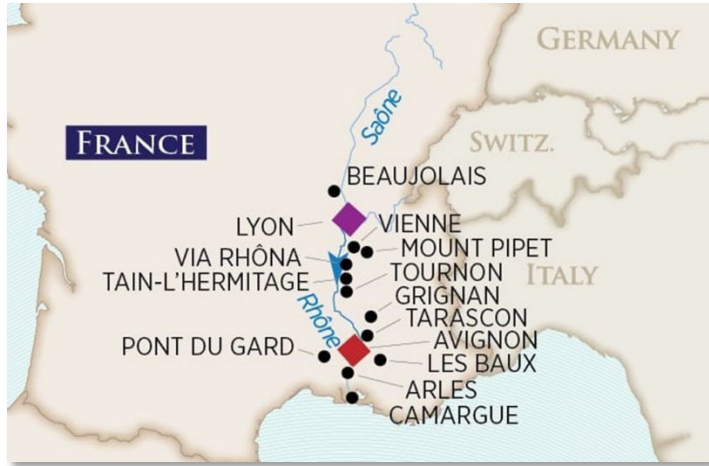 GERMANY
Saône
FRANCE
SWITZ.
BEAUJOLAIS
LYON
VIENNE
MOUNT PIPET
VIA RHÔNA
TOURNON
ITALY
TAIN-L'HERMITAGE
GRIGNAN
Rhône
TARASCON
AVIGNON
PONT DU GARD
LES BAUX
ARLES
CAMARGUE